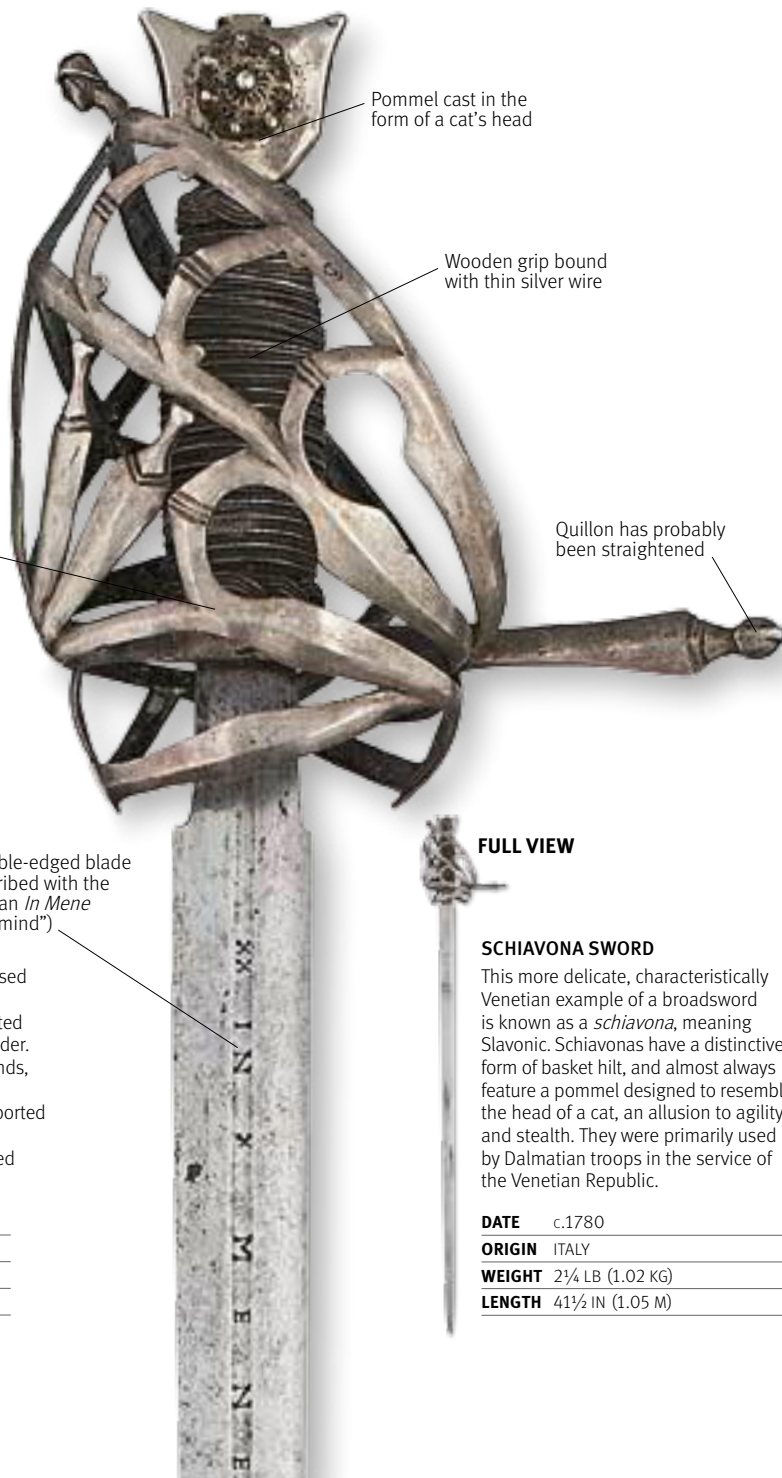 Pommel cast in the
form of a cat's head
Wooden grip bound
with thin silver wire
Quillon has probably
been straightened
ble-edged blade
ribed with the
an In Mene
mind”)
sed
ted
der.
nds,
ported
ed
XX I N X M E N E
FULL VIEW
SCHIAVONA SWORD
This more delicate, characteristically
Venetian example of a broadsword
is known as a schiavona, meaning
Slavonic. Schiavonas have a distinctive
form of basket hilt, and almost always
feature a pommel designed to resembl
the head of a cat, an allusion to agility
and stealth. They were primarily used
by Dalmatian troops in the service of
the Venetian Republic.
DATE c.1780
ORIGIN ITALY
WEIGHT 2¼ LB (1.02 KG)
LENGTH 41½ IN (1.05 M)